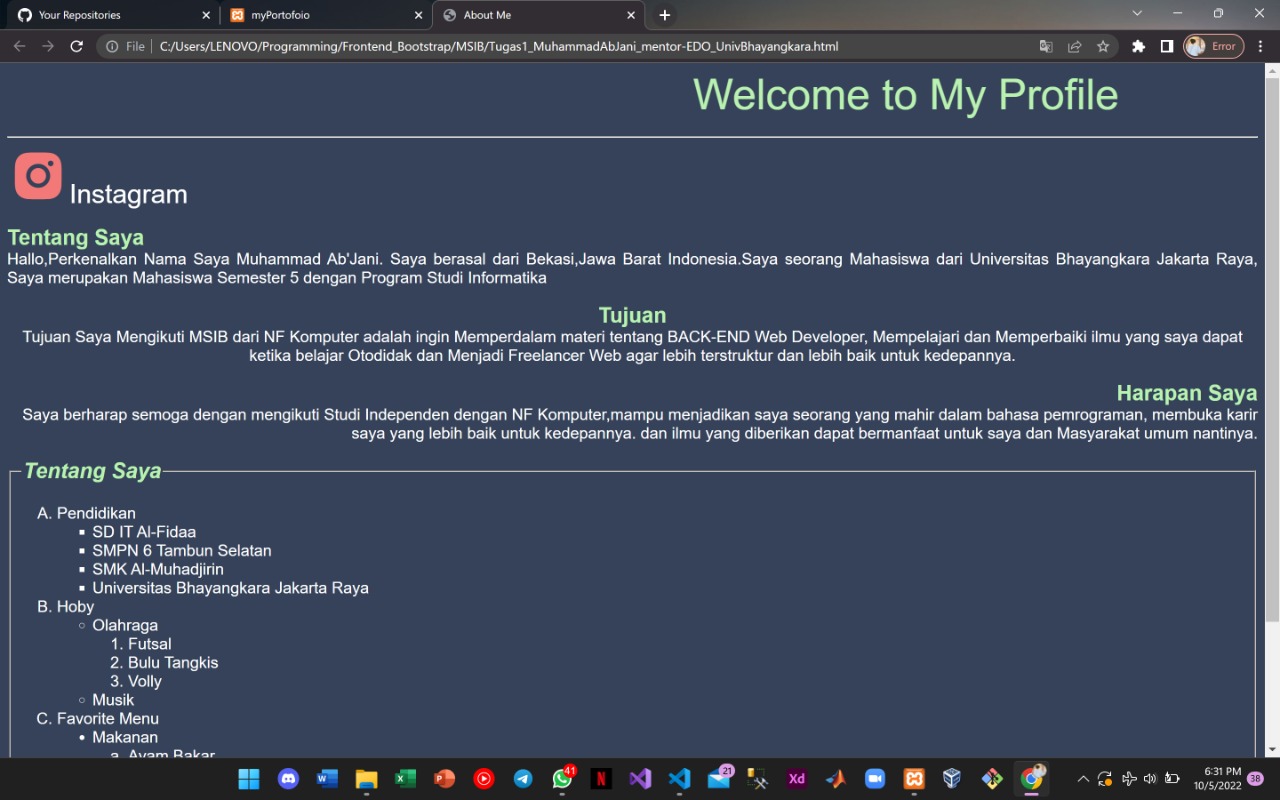 Your Repositories
myPortofoio
About Me
File
C:/Users/LENOVO/Programming/Frontend_Bootstrap/MSIB/Tugas1_MuhammadAbJani_mentor-EDO_UnivBhayangkara.html
Error
Welcome to My Profile
Instagram
Tentang Saya
Hallo,Perkenalkan Nama Saya Muhammad Ab'Jani. Saya berasal dari Bekasi,Jawa Barat Indonesia.Saya seorang Mahasiswa dari Universitas Bhayangkara Jakarta Raya,
Saya merupakan Mahasiswa Semester 5 dengan Program Studi Informatika
Tujuan
Tujuan Saya Mengikuti MSIB dari NF Komputer adalah ingin Memperdalam materi tentang BACK-END Web Developer, Mempelajari dan Memperbaiki ilmu yang saya dapat
ketika belajar Otodidak dan Menjadi Freelancer Web agar lebih terstruktur dan lebih baik untuk kedepannya.
Harapan Saya
Saya berharap semoga dengan mengikuti Studi Independen dengan NF Komputer,mampu menjadikan saya seorang yang mahir dalam bahasa pemrograman, membuka karir
saya yang lebih baik untuk kedepannya. dan ilmu yang diberikan dapat bermanfaat untuk saya dan Masyarakat umum nantinya.
Tentang Saya
A. Pendidikan
SD IT Al-Fidaa
SMPN 6 Tambun Selatan
SMK Al-Muhadjirin
Universitas Bhayangkara Jakarta Raya
B. Hoby
Olahraga
1. Futsal
2. Bulu Tangkis
3. Volly
Musik
C. Favorite Menu
Makanan
a. Ayam Bakar
41
21
Xd
6:31 PM
10/5/2022
38